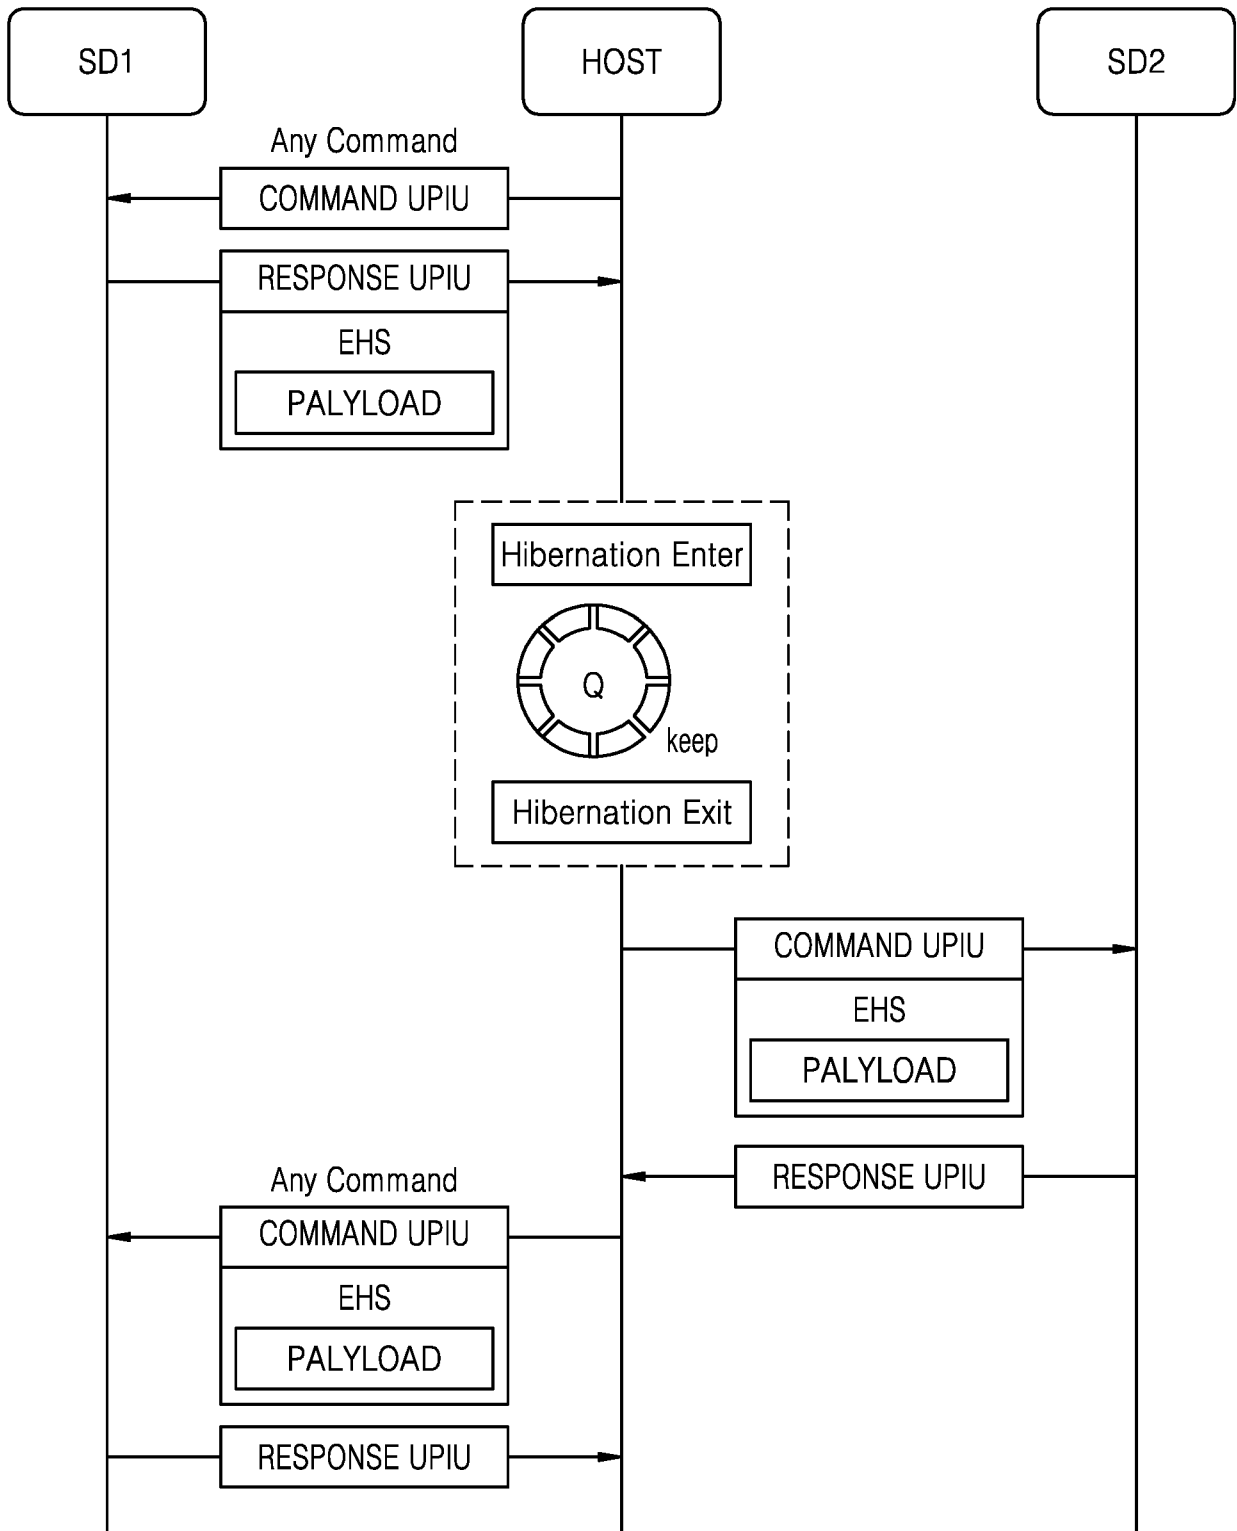 SD1
HOST
SD2
Any Command
COMMAND UPIU
RESPONSE UPIU
EHS
PALYLOAD
Hibernation Enter
Q
keep
Hibernation Exit
COMMAND UPIU
EHS
PALYLOAD
RESPONSE UPIU
Any Command
COMMAND UPIU
EHS
PALYLOAD
RESPONSE UPIU